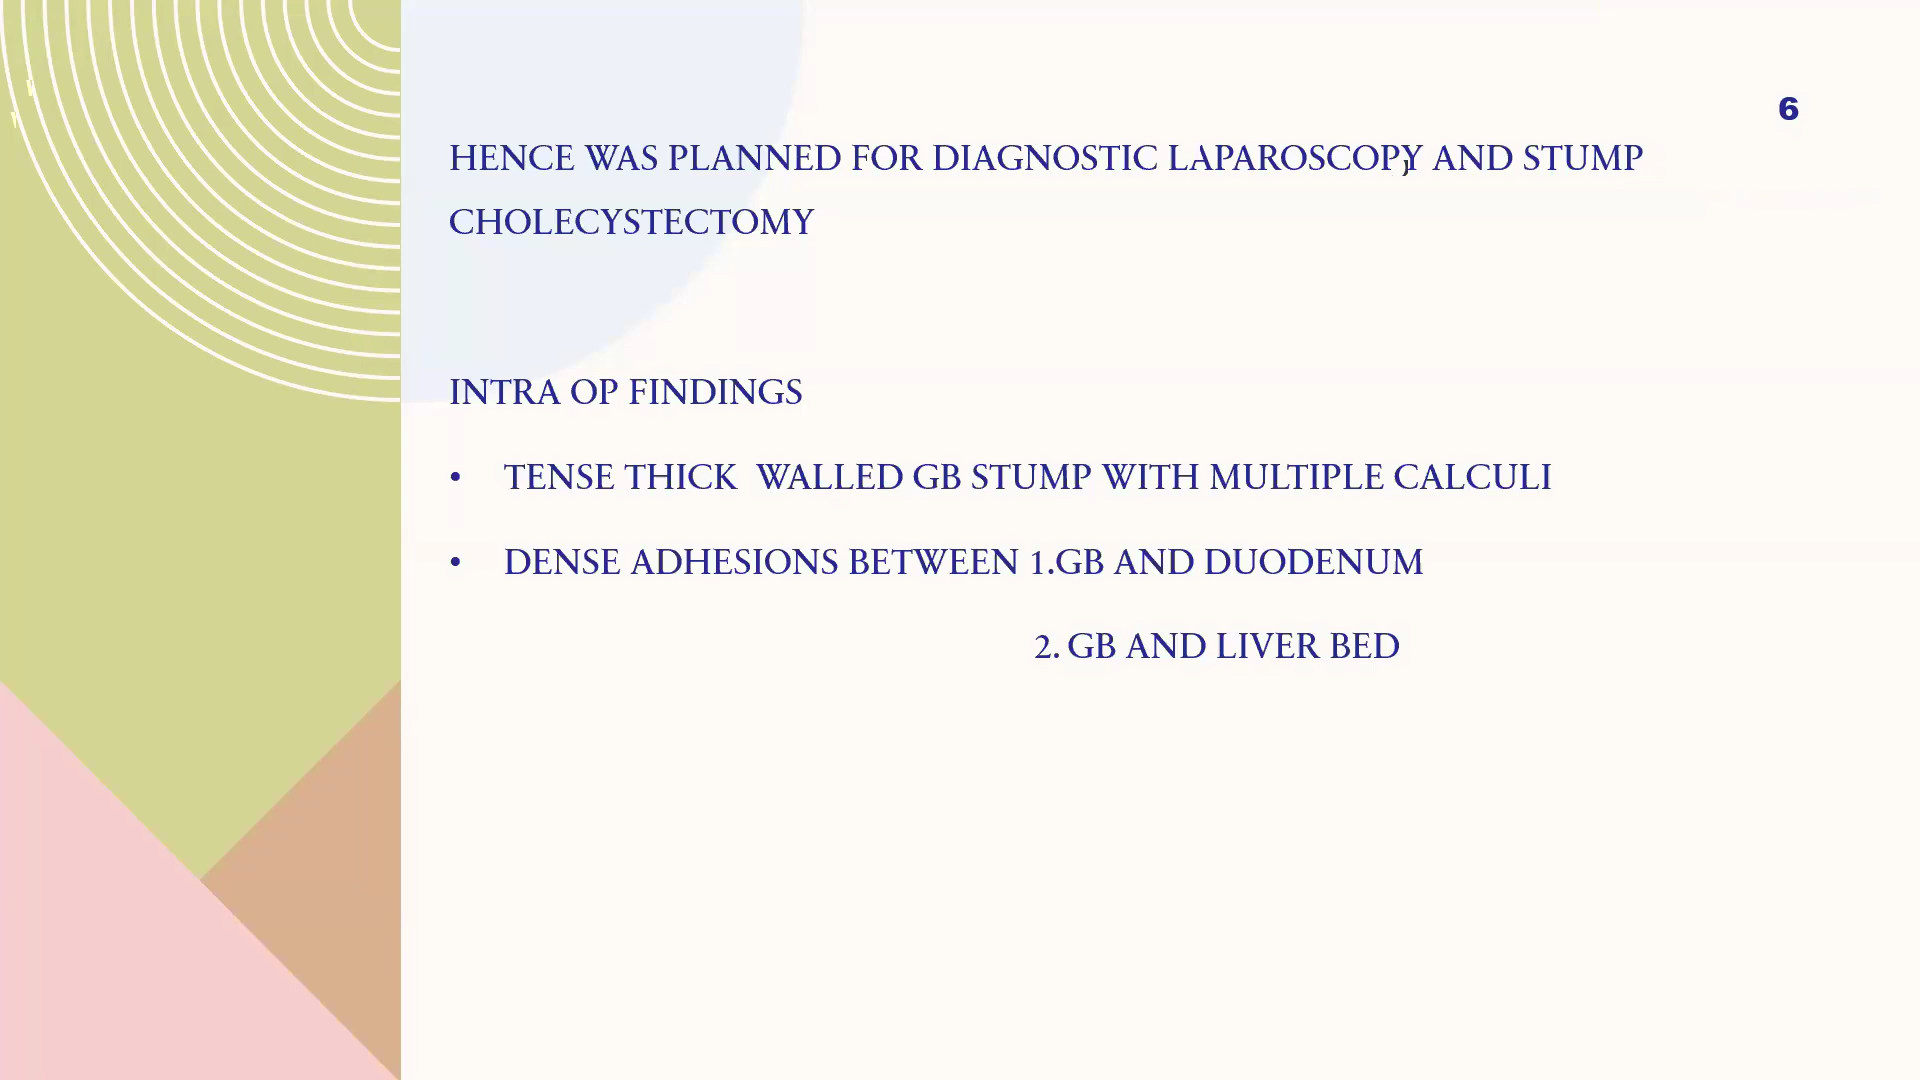 6
HENCE WAS PLANNED FOR DIAGNOSTIC LAPAROSCOPY AND STUMP
CHOLECYSTECTOMY
INTRA OP FINDINGS
• TENSE THICK WALLED GB STUMP WITH MULTIPLE CALCULI
• DENSE ADHESIONS BETWEEN 1.GB AND DUODENUM
2. GB AND LIVER BED